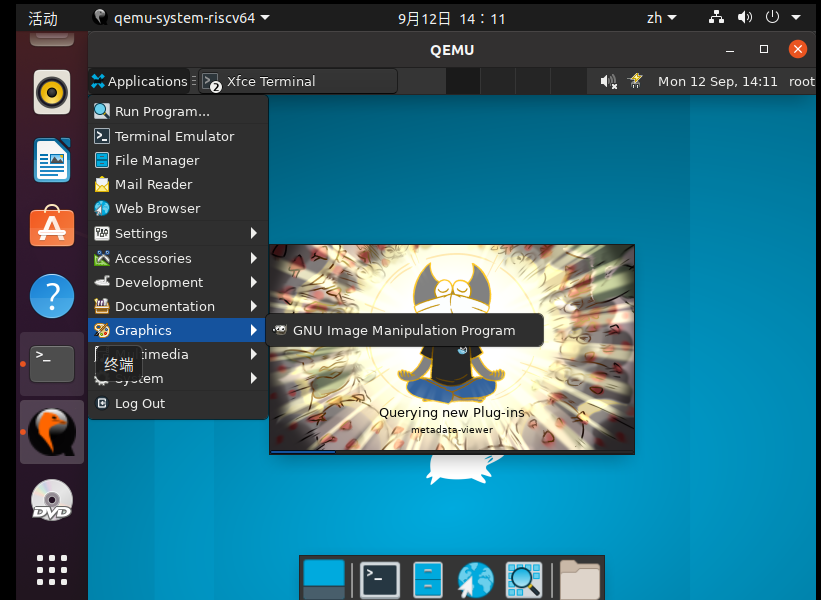 活动
qemu-system-riscv64
9月12日 14：11
zh
QEMU
Applications
2
Xfce Terminal
Mon 12 Sep, 14:11
root
Run Program...
Terminal Emulator
File Manager
Mail Reader
Web Browser
Settings
Accessories
Development
Documentation
Graphics
GNU Image Manipulation Program
终端
System
Log Out
Querying new Plug-ins
metadata-viewer
DVD